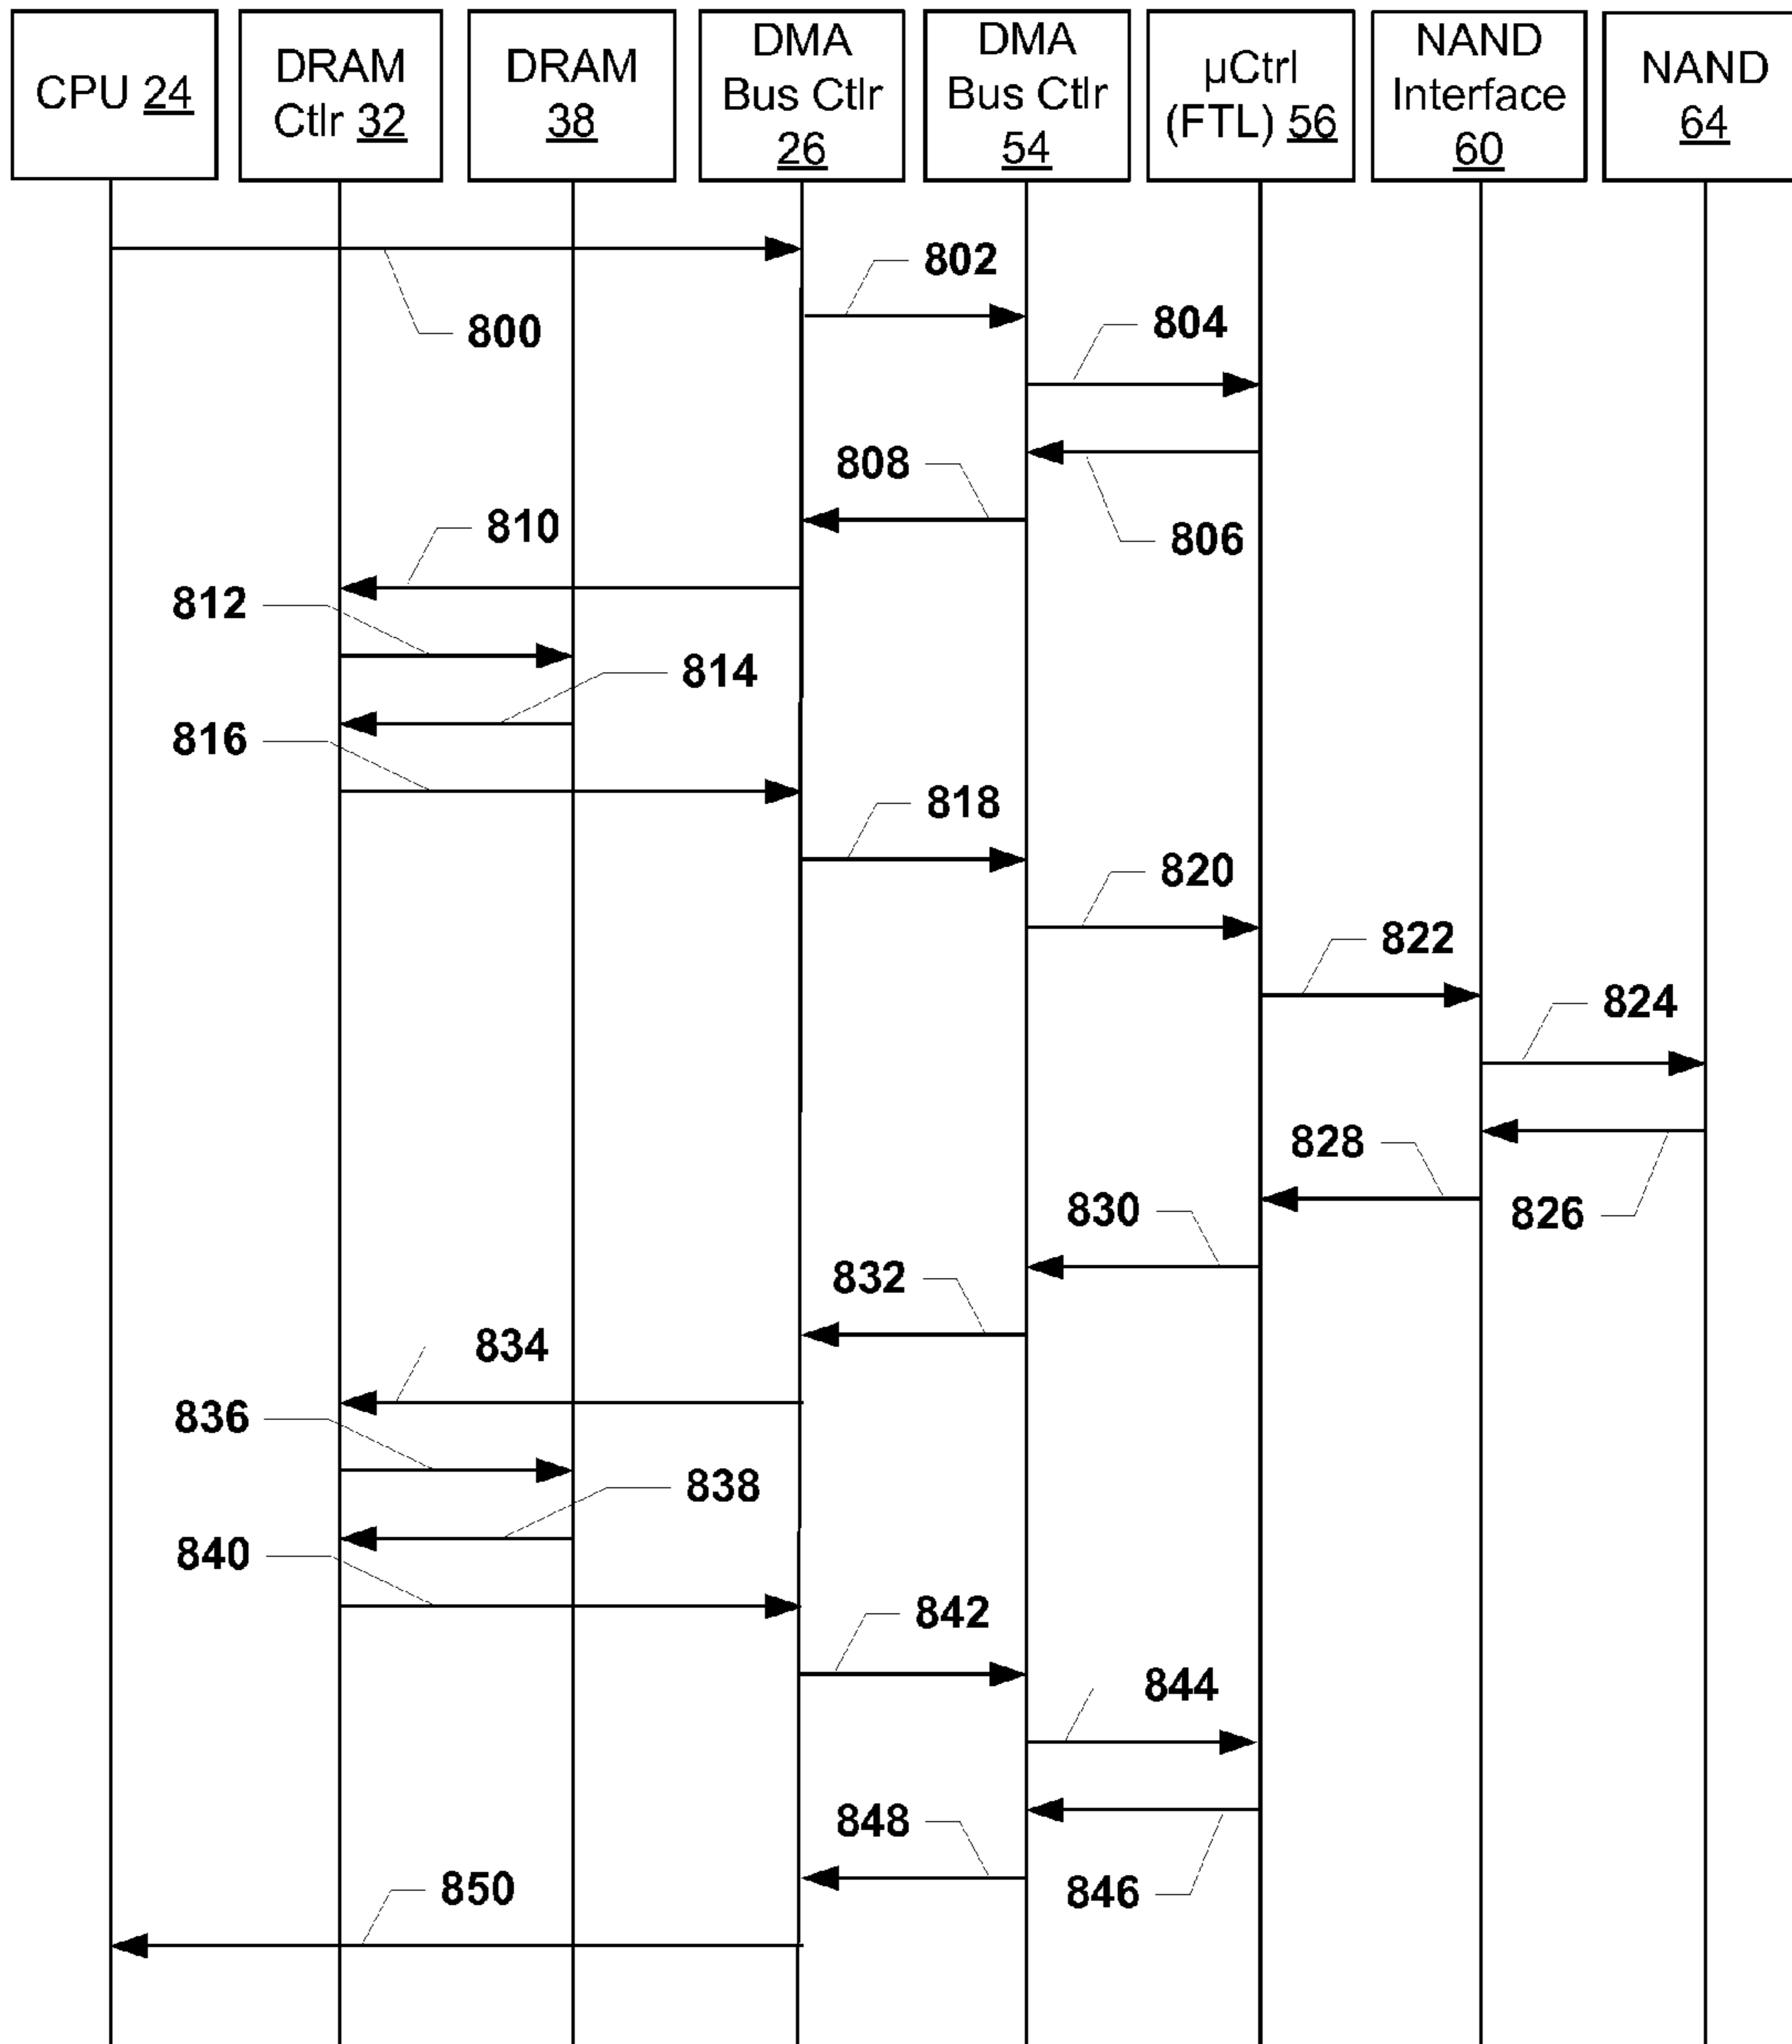 CPU 24
DRAM
Ctlr 32
DRAM
38
DMA
Bus Ctlr
26
DMA
Bus Ctlr
54
µCtrl
(FTL) 56
NAND
Interface
60
NAND
64
800
802
804
806
808
810
812
814
816
818
820
822
824
826
828
830
832
834
836
838
840
842
844
846
848
850